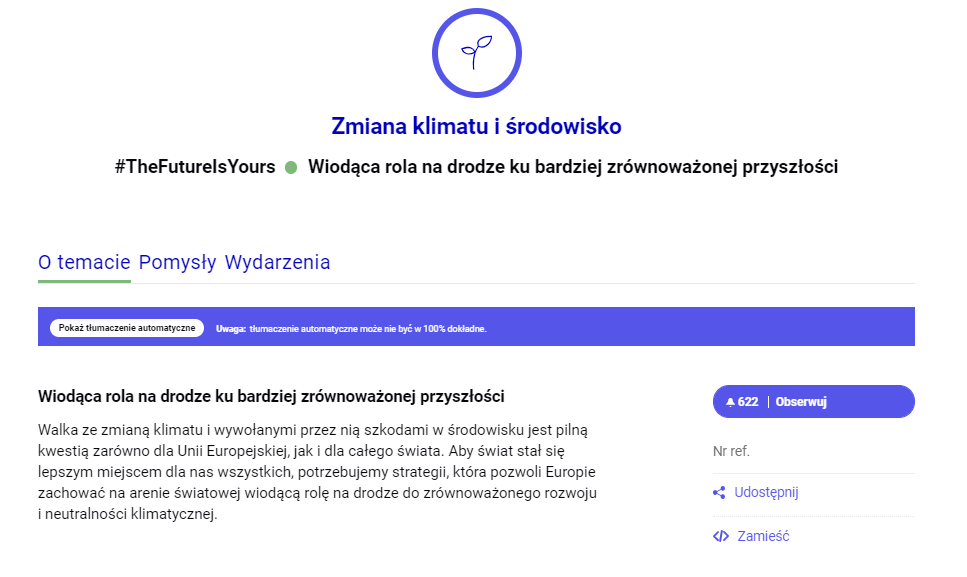 Zmiana klimatu i środowisko
#TheFutureIsYours Wiodąca rola na drodze ku bardziej zrównoważonej przyszłości
O temacie Pomysły Wydarzenia
Pokaż tłumaczenie automatyczne Uwaga: tłumaczenie automatyczne może nie być w 100% dokładne.
Wiodąca rola na drodze ku bardziej zrównoważonej przyszłości
Walka ze zmianą klimatu i wywołanymi przez nią szkodami w środowisku jest pilną
kwestią zarówno dla Unii Europejskiej, jak i dla całego świata. Aby świat stał się
lepszym miejscem dla nas wszystkich, potrzebujemy strategii, która pozwoli Europie
zachować na arenie światowej wiodącą rolę na drodze do zrównoważonego rozwoju
i neutralności klimatycznej.
622 | Obserwuj
Nr ref.
Udostępnij
Zamieść